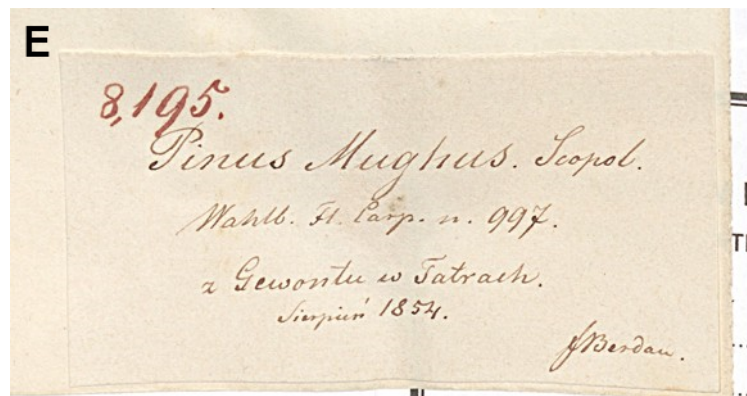 E
8,195.
Pinus Mughus. Scopol.
Wahlb. Fl. Carp. n. 997.
z Gewontu w Tatrach.
Sierpień 1854.
FBerdau.